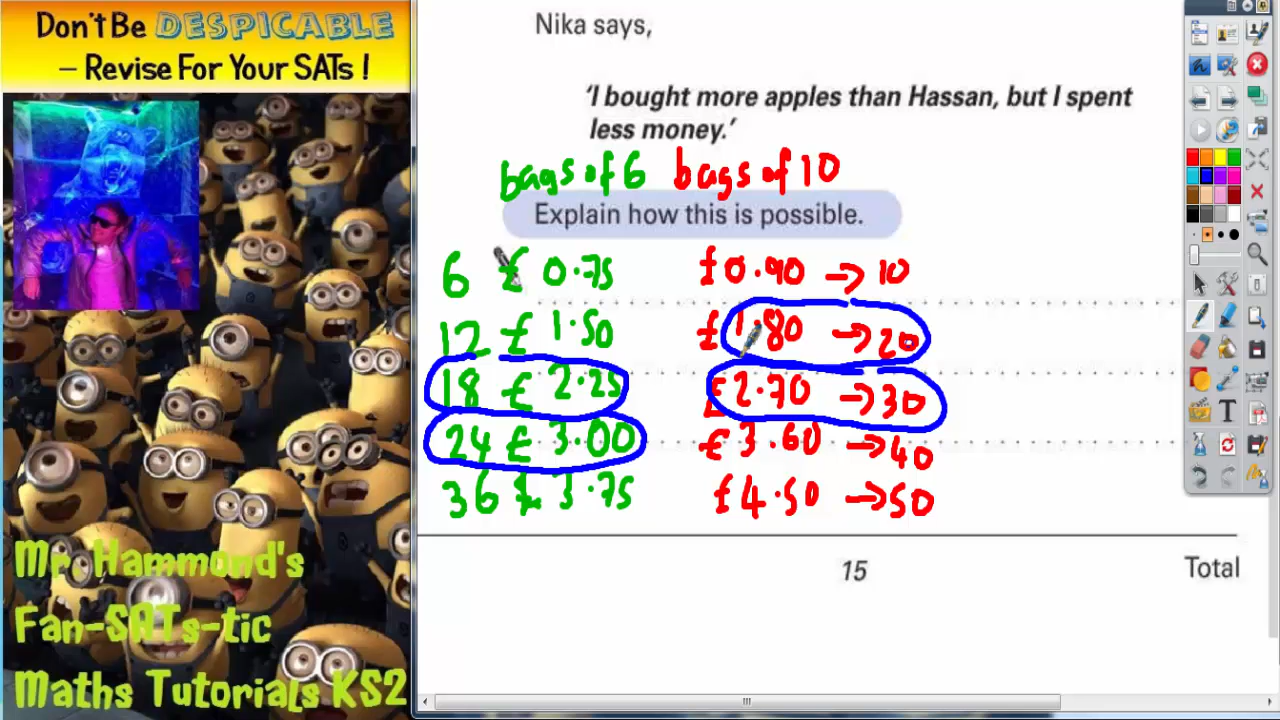 Don't Be DESPICABLE
– Revise For Your SATs !
Nika says,
'I bought more apples than Hassan, but I spent
less money.'
bags of 6 bags of 10
Explain how this is possible.
6 £ 0.75 £0.90 → 10
12 £ 1.50 £1.80 → 20
18 £ 2.25 £2.70 → 30
24 £ 3.00 £3.60 → 40
36 £ 3.75 £4.50 → 50
15 Total
Mr Hammond's
Fan-SATs-tic
Maths Tutorials KS2